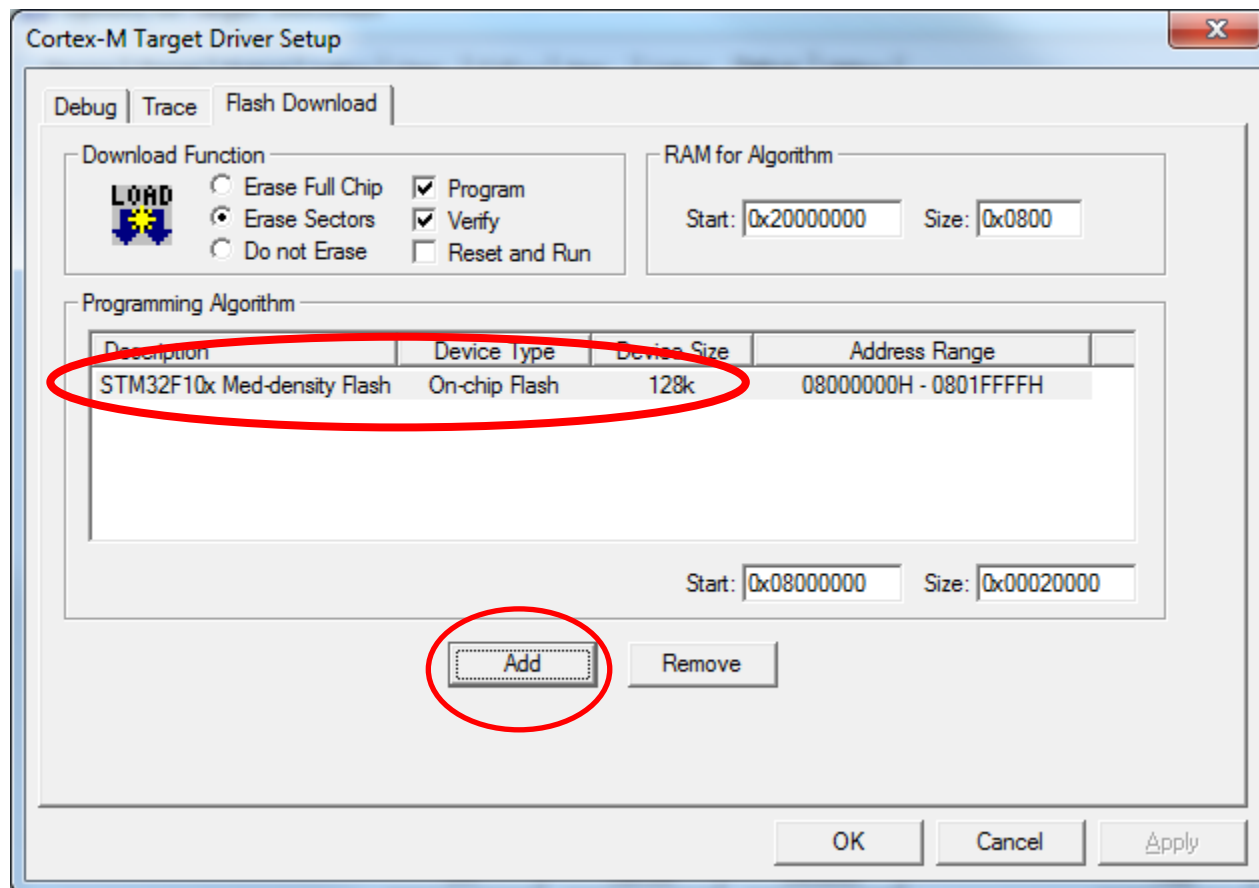 Cortex-M Target Driver Setup
Debug Trace Flash Download
Download Function
LOAD
Erase Full Chip
Erase Sectors
Do not Erase
Program
Verify
Reset and Run
RAM for Algorithm
Start: 0x20000000 Size: 0x0800
Programming Algorithm
Description Device Type Device Size Address Range
STM32F10x Med-density Flash On-chip Flash 128k 08000000H - 0801FFFFH
Start: 0x08000000 Size: 0x00020000
Add Remove
OK Cancel Apply